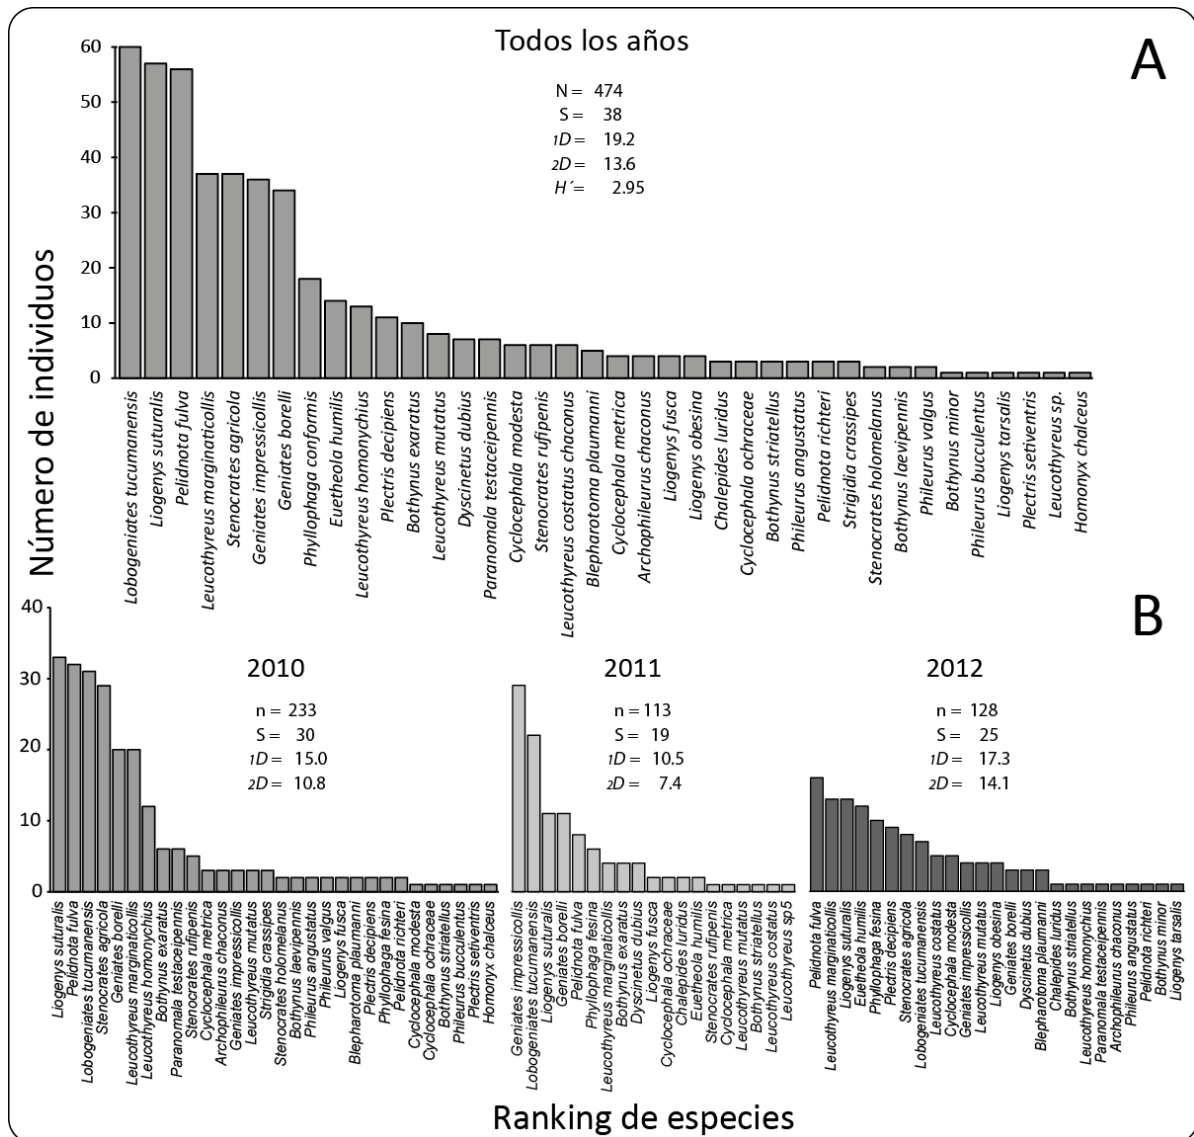 Todos los años
A
N = 474
S = 38
1D = 19.2
2D = 13.6
H´= 2.95
Número de individuos
60
50
40
30
20
10
0
Lobogeniates tucumanensis
Liogenys suturalis
Pelidnota fulva
Leucothyreus marginaticollis
Stenocrates agricola
Geniates impressicollis
Geniates borelli
Phyllophaga conformis
Euetheola humilis
Leucothyreus homonychius
Plectris decipiens
Bothynus exaratus
Leucothyreus mutatus
Dyscinetus dubius
Paranomala testaceipennis
Cyclocephala modesta
Stenocrates rufipenis
Leucothyreus costatus chaconus
Blepharotoma plaumanni
Cyclocephala metrica
Archophileurus chaconus
Liogenys fusca
Liogenys obesina
Chalepides luridus
Cyclocephala ochraceae
Bothynus striatellus
Phileurus angustatus
Pelidnota richteri
Strigidia crassipes
Stenocrates holomelanus
Bothynus laevipennis
Phileurus valgus
Bothynus minor
Phileurus bucculentus
Liogenys tarsalis
Plectris setiventris
Leucothyreus sp.
Homonyx chalceus
B
40
30
20
10
0
2010
n = 233
S = 30
1D = 15.0
2D = 10.8
Liogenys suturalis
Pelidnota fulva
Lobogeniates tucumanensis
Stenocrates agricola
Geniates borelli
Leucothyreus marginaticollis
Leucothyreus homonychius
Bothynus exaratus
Paranomala testaceipennis
Stenocrates rufipenis
Cyclocephala metrica
Archophileurus chaconus
Geniates impressicollis
Leucothyreus mutatus
Strigidia crassipes
Stenocrates holomelanus
Bothynus laevipennis
Phileurus angustatus
Phileurus valgus
Liogenys fusca
Blepharotoma plaumanni
Plectris decipiens
Phyllophaga fesina
Pelidnota richteri
Cyclocephala modesta
Cyclocephala ochraceae
Bothynus striatellus
Phileurus bucculentus
Plectris setiventris
Homonyx chalceus
2011
n = 113
S = 19
1D = 10.5
2D = 7.4
Geniates impressicollis
Lobogeniates tucumanensis
Liogenys suturalis
Geniates borelli
Pelidnota fulva
Phyllophaga fesina
Leucothyreus marginaticollis
Bothynus exaratus
Dyscinetus dubius
Liogenys fusca
Cyclocephala ochraceae
Chalepides luridus
Euetheola humilis
Stenocrates rufipenis
Cyclocephala metrica
Leucothyreus mutatus
Bothynus striatellus
Leucothyreus costatus
Leucothyreus sp5
2012
n = 128
S = 25
1D = 17.3
2D = 14.1
Pelidnota fulva
Leucothyreus marginaticollis
Liogenys suturalis
Euetheola humilis
Phyllophaga fesina
Plectris decipiens
Stenocrates agricola
Lobogeniates tucumanensis
Leucothyreus costatus
Cyclocephala modesta
Geniates impressicollis
Leucothyreus mutatus
Liogenys obesina
Geniates borelli
Dyscinetus dubius
Blepharotoma plaumanni
Chalepides luridus
Bothynus striatellus
Leucothyreus homonychius
Paranomala testaceipennis
Archophileurus chaconus
Phileurus angustatus
Pelidnota richteri
Bothynus minor
Liogenys tarsalis
Ranking de especies